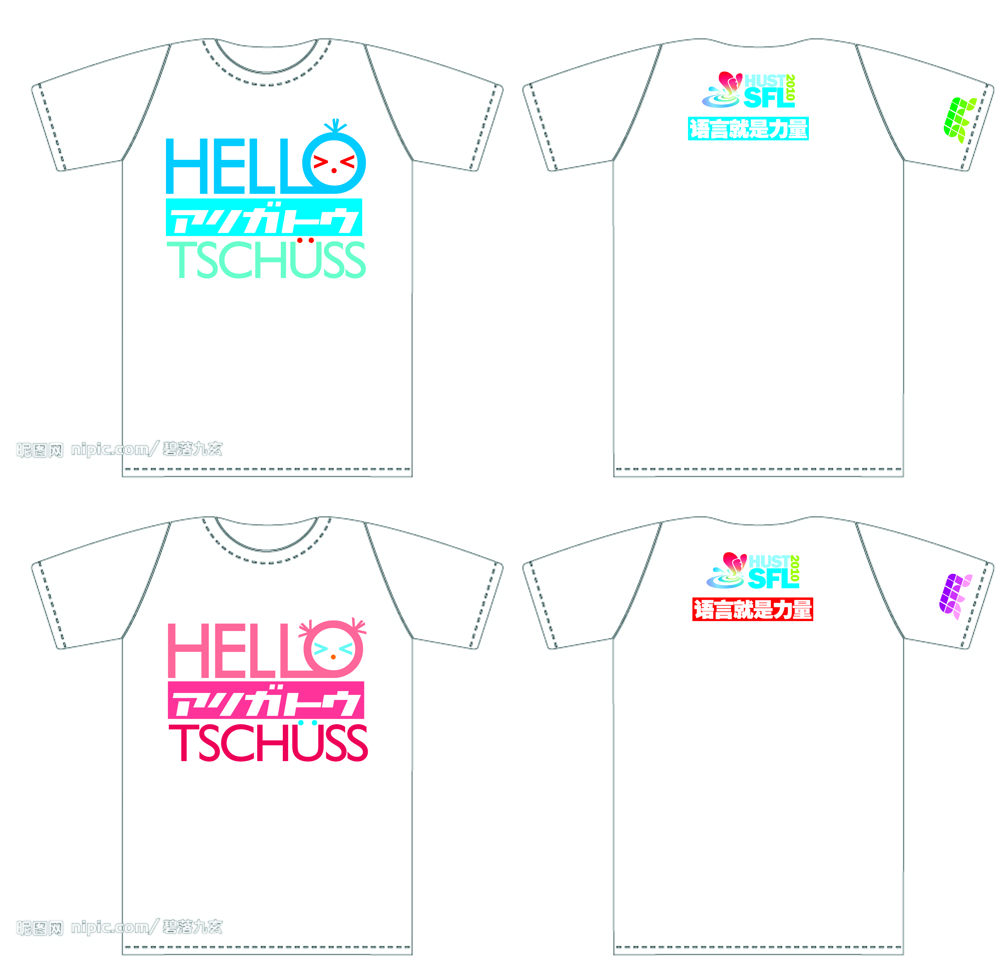 HELLO
アリガトウ
TSCHÜSS
HUST
SFL
2010
语言就是力量
昵图网 nipic.com/碧落九玄
HELLO
アリガトウ
TSCHÜSS
HUST
SFL
2010
语言就是力量
昵图网 nipic.com/碧落九玄